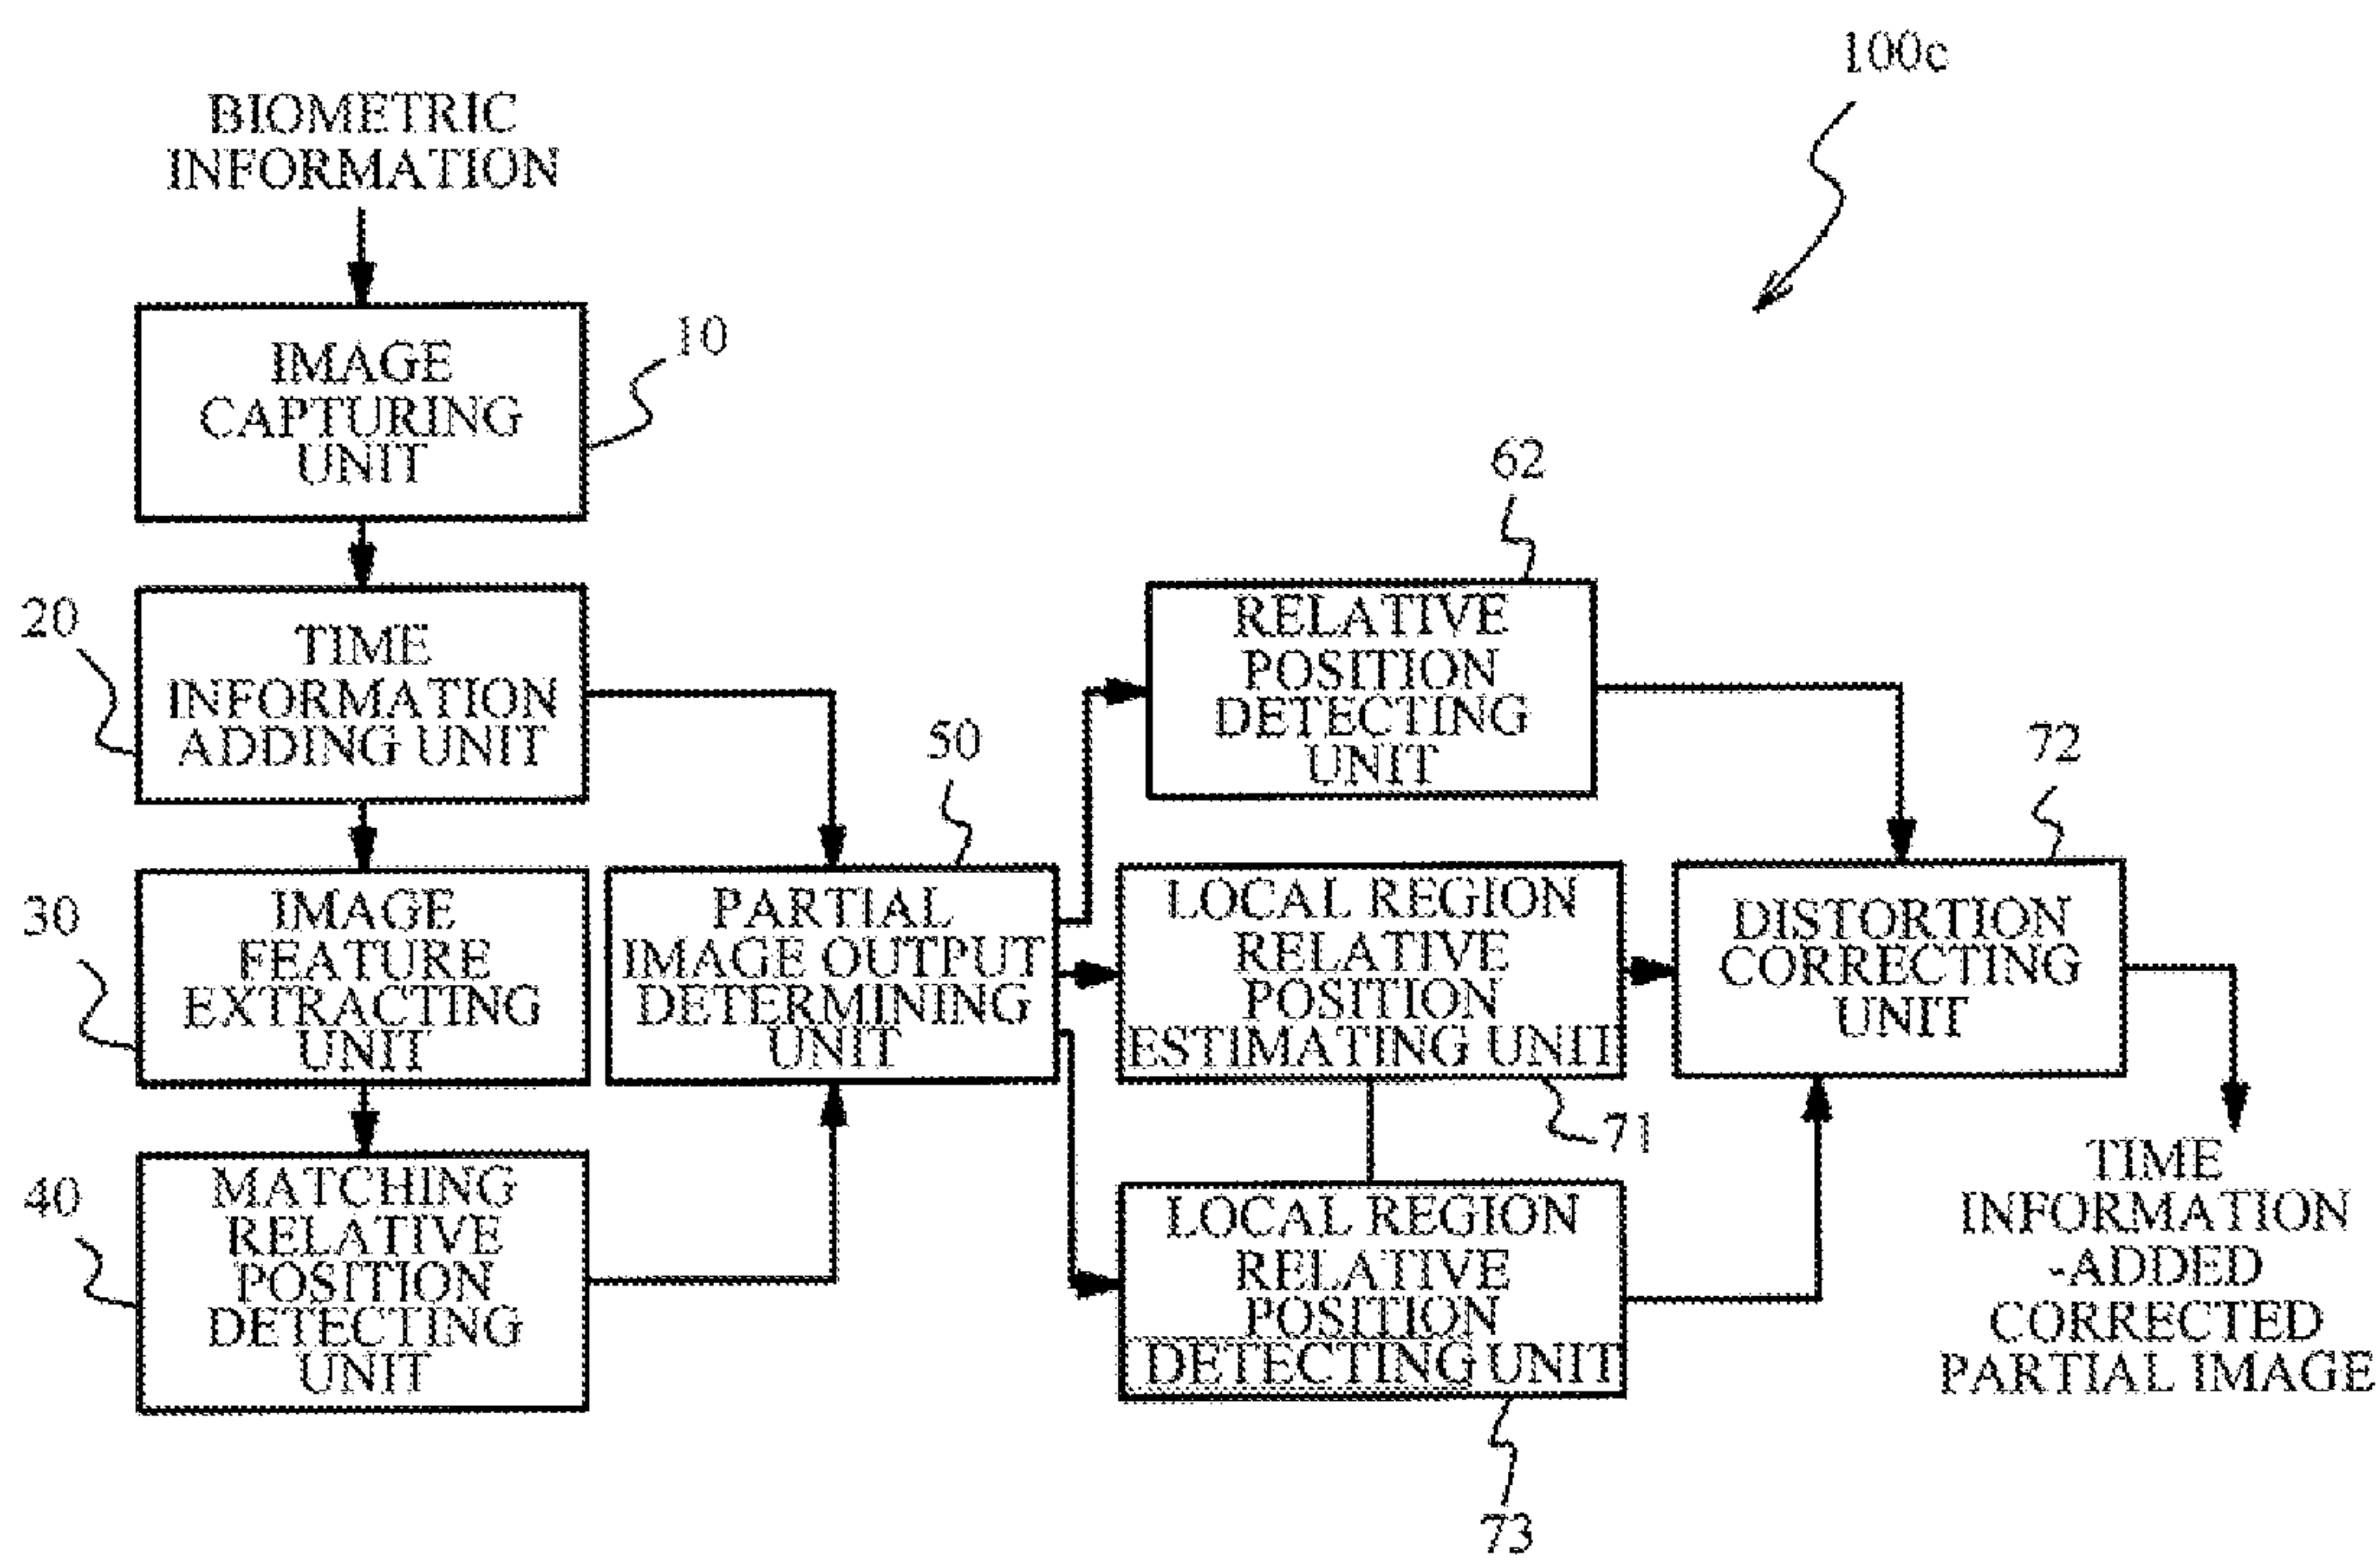 100c
BIOMETRIC
INFORMATION
IMAGE
CAPTURING
UNIT
10
20
TIME
INFORMATION
ADDING UNIT
30
IMAGE
FEATURE
EXTRACTING
UNIT
40
MATCHING
RELATIVE
POSITION
DETECTING
UNIT
50
PARTIAL
IMAGE OUTPUT
DETERMINING
UNIT
62
RELATIVE
POSITION
DETECTING
UNIT
LOCAL REGION
RELATIVE
POSITION
ESTIMATING UNIT
71
LOCAL REGION
RELATIVE
POSITION
DETECTING UNIT
73
72
DISTORTION
CORRECTING
UNIT
TIME
INFORMATION
-ADDED
CORRECTED
PARTIAL IMAGE